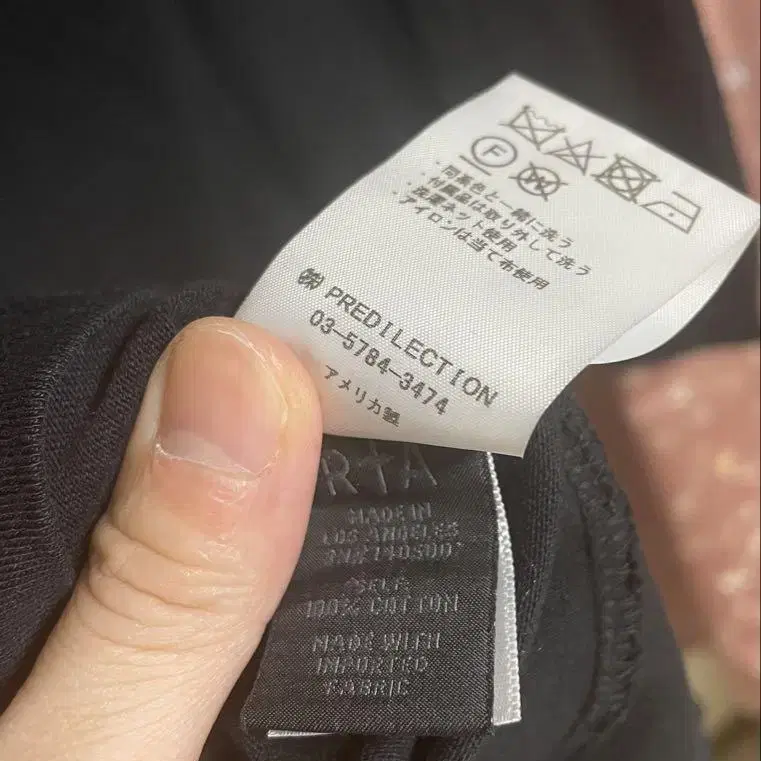 F
W
・同系色と一緒に洗う
・付属品は取り外して洗う
・洗濯ネット使用
・アイロンは当て布使用
㈱ PREDILECTION
03-5784-3474
アメリカ製
R†A
MADE IN
LOS ANGELES
SELF
100% COTTON
MADE WITH
IMPORTED
FABRIC